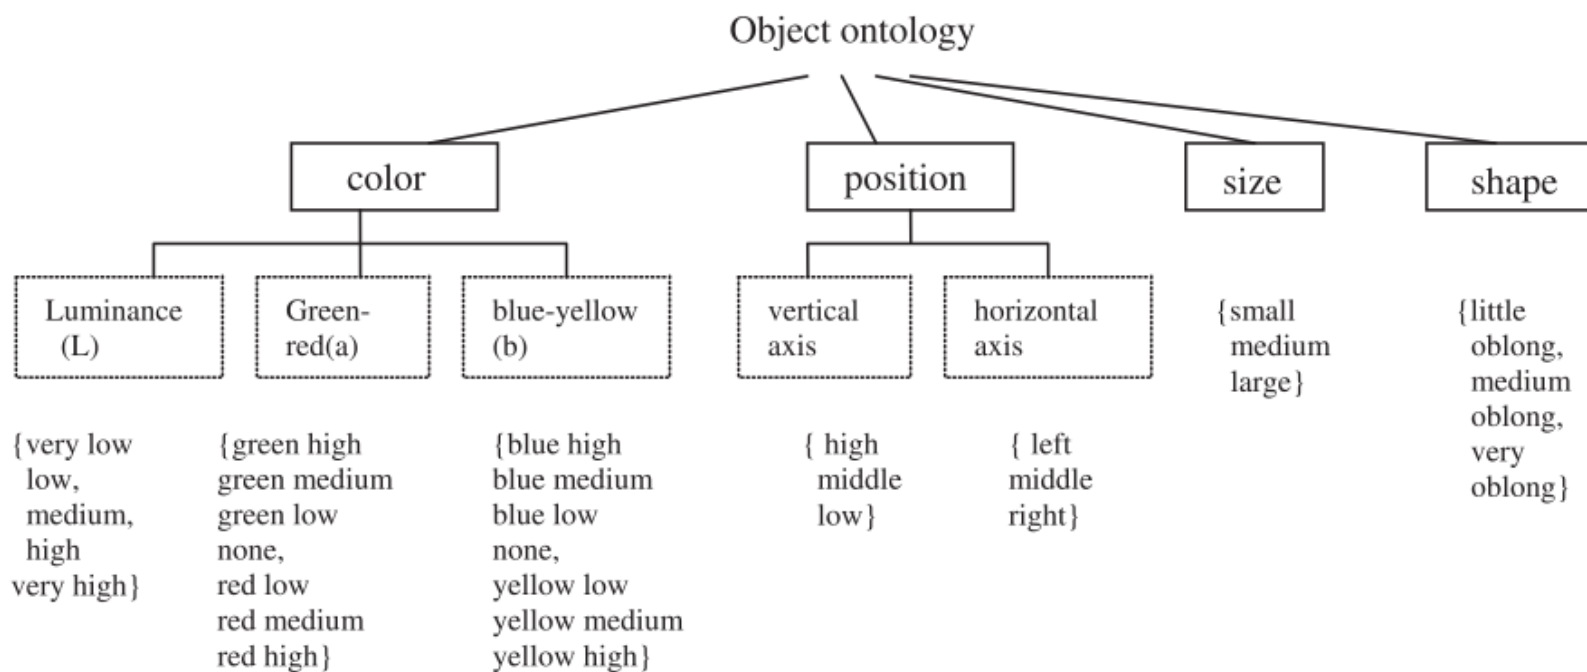 Object ontology
color
position
size
shape
Luminance
(L)
Green-
red(a)
blue-yellow
(b)
vertical
axis
horizontal
axis
{small
medium
large}
{little
oblong,
medium
oblong,
very
oblong}
{very low
low,
medium,
high
very high}
{green high
green medium
green low
none,
red low
red medium
red high}
{blue high
blue medium
blue low
none,
yellow low
yellow medium
yellow high}
{ high
middle
low}
{ left
middle
right}